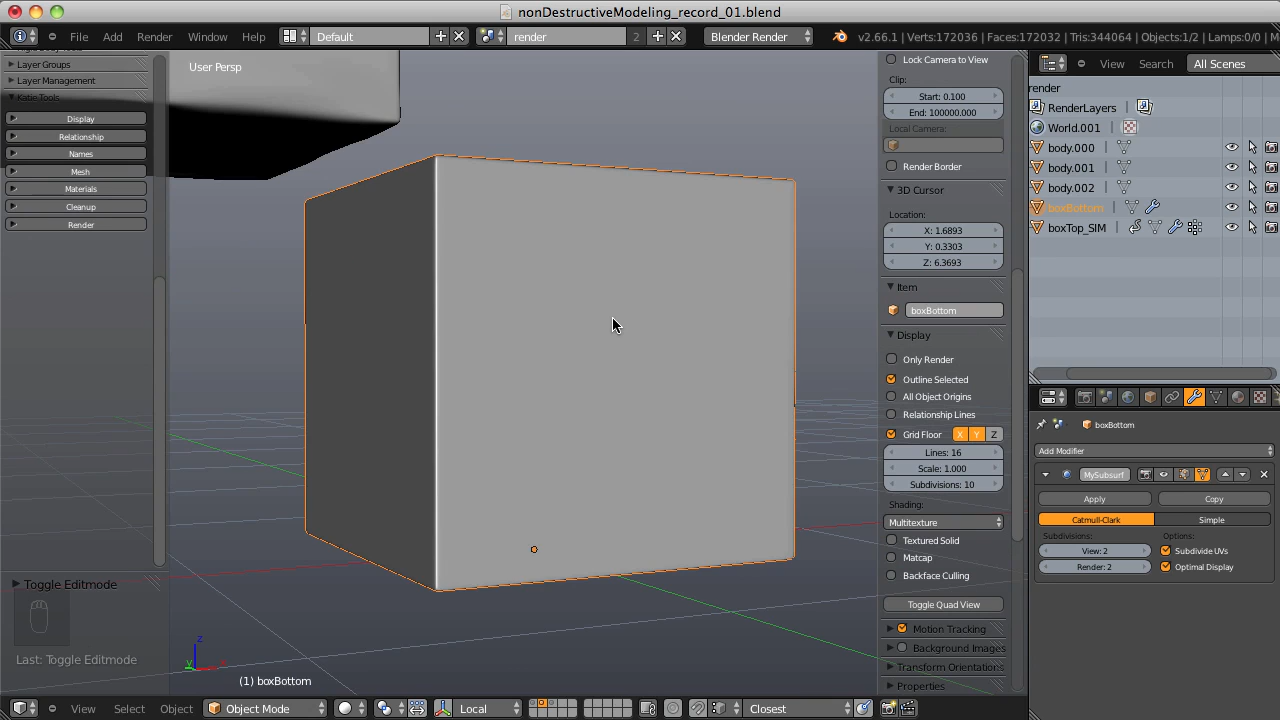 nonDestructiveModeling_record_01.blend
File Add Render Window Help Default render 2 Blender Render v2.66.1 | Verts:172036 | Faces:172032 | Tris:344064 | Objects:1/2 | Lamps:0/0 | M
Layer Groups
Layer Management
Katie Tools
Display
Relationship
Names
Mesh
Materials
Cleanup
Render
Toggle Editmode
Last: Toggle Editmode
User Persp
z
y
x
(1) boxBottom
Lock Camera to View
Clip:
Start: 0.100
End: 100000.000
Local Camera:
Render Border
3D Cursor
Location:
X: 1.6893
Y: 0.3303
Z: 6.3693
Item
boxBottom
Display
Only Render
Outline Selected
All Object Origins
Relationship Lines
Grid Floor X Y Z
Lines: 16
Scale: 1.000
Subdivisions: 10
Shading:
Multitexture
Textured Solid
Matcap
Backface Culling
Toggle Quad View
Motion Tracking
Background Images
Transform Orientations
Properties
View Search All Scenes
render
RenderLayers
World.001
body.000
body.001
body.002
boxBottom
boxTop_SIM
boxBottom
Add Modifier
MySubsurf
Apply Copy
Catmull-Clark Simple
Subdivisions: Options:
View: 2 Subdivide UVs
Render: 2 Optimal Display
View Select Object Object Mode Local Closest